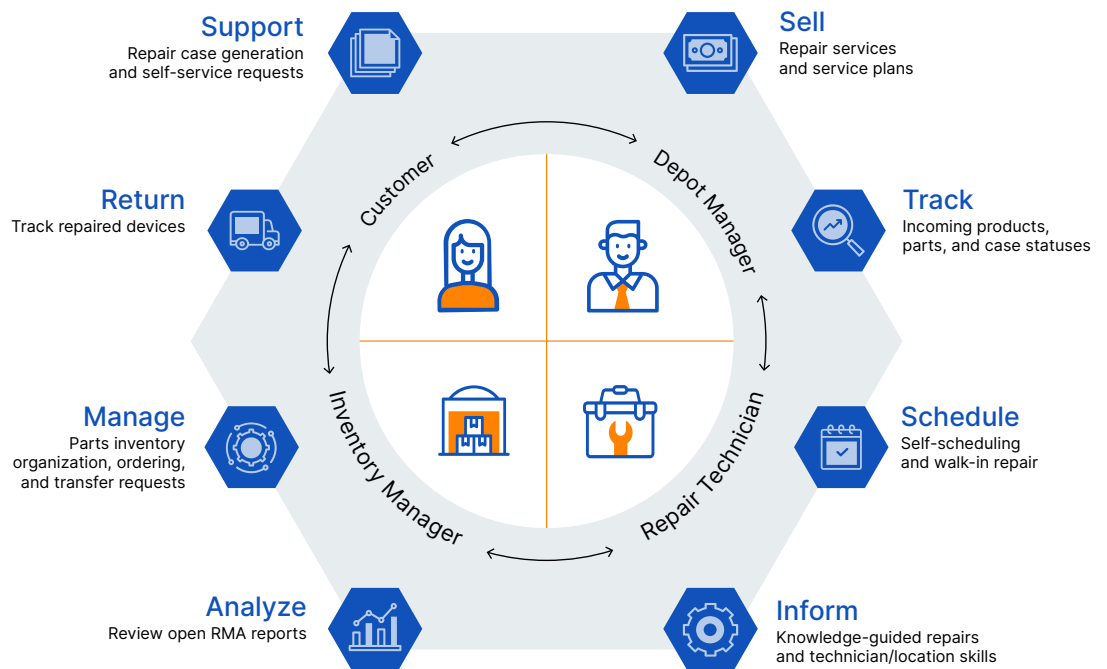 Support
Repair case generation
and self-service requests
Sell
Repair services
and service plans
Return
Track repaired devices
Customer
Depot Manager
Track
Incoming products,
parts, and case statuses
Manage
Parts inventory
organization, ordering,
and transfer requests
Inventory Manager
Repair Technician
Schedule
Self-scheduling
and walk-in repair
Analyze
Review open RMA reports
Inform
Knowledge-guided repairs
and technician/location skills